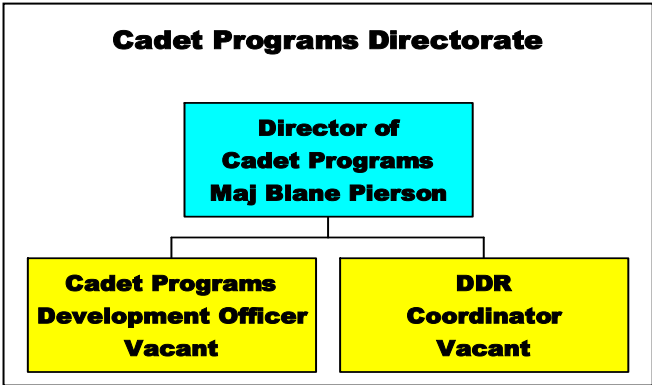 Cadet Programs Directorate
Director of
Cadet Programs
Maj Blane Pierson
Cadet Programs
Development Officer
Vacant
DDR
Coordinator
Vacant